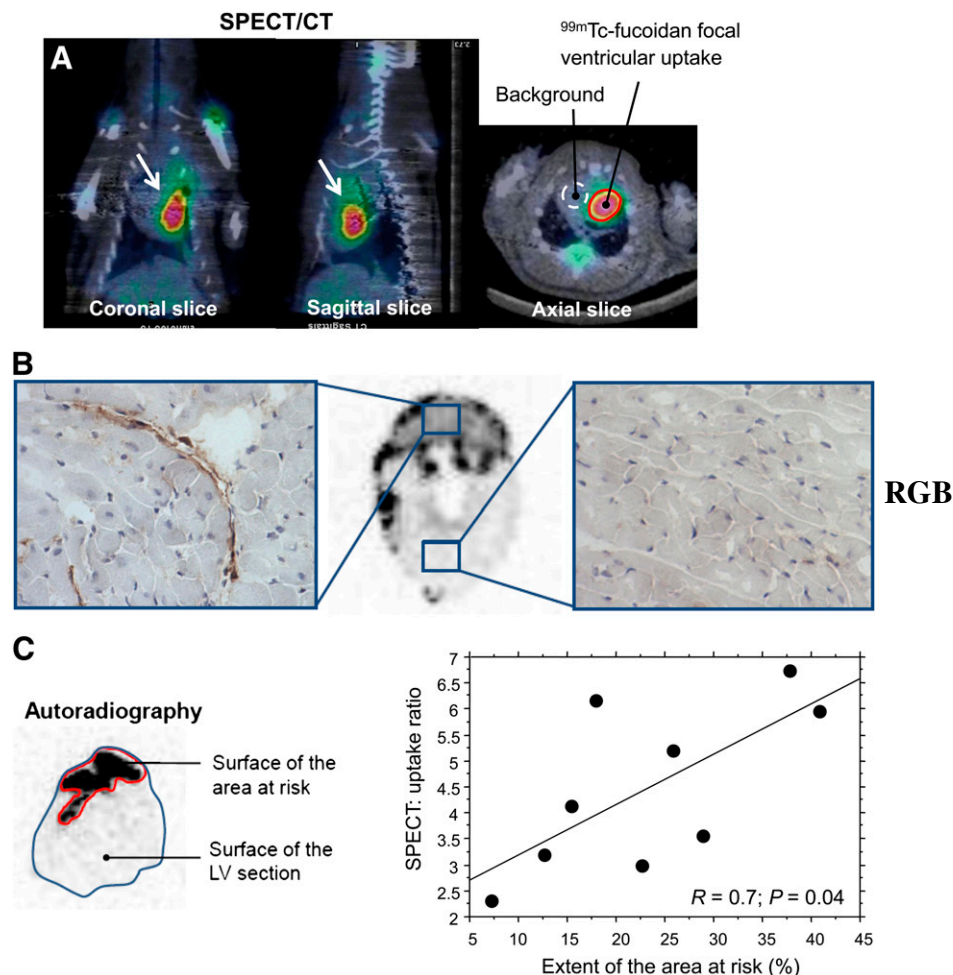 SPECT/CT
A
99mTc-fucoidan focal
ventricular uptake
Background
2.73
Coronal slice
Sagittal slice
Axial slice
B
RGB
C
Autoradiography
Surface of the
area at risk
Surface of the
LV section
SPECT: uptake ratio
7
6.5
6
5.5
5
4.5
4
3.5
3
2.5
2
R = 0.7; P = 0.04
5 10 15 20 25 30 35 40 45
Extent of the area at risk (%)